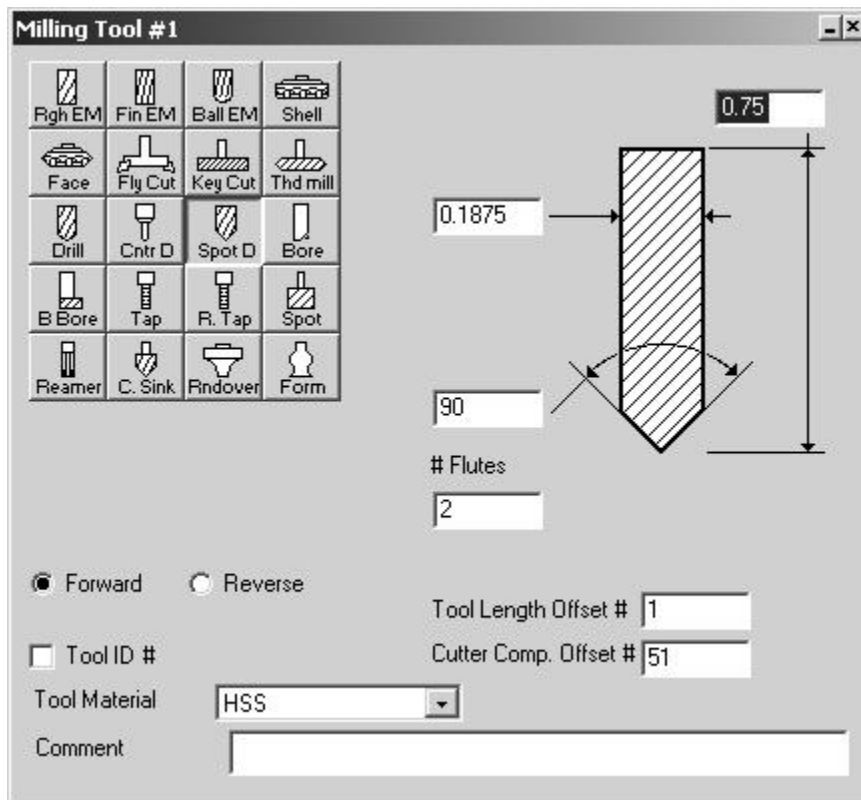 Milling Tool #1
Rgh EM Fin EM Ball EM Shell
0.75
Face Fly Cut Key Cut Thd mill
0.1875
Drill Cntr D Spot D Bore
B Bore Tap R. Tap Spot
Reamer C. Sink Rndover Form
90
# Flutes
2
Forward Reverse
Tool Length Offset # 1
Tool ID #
Cutter Comp. Offset # 51
Tool Material HSS
Comment